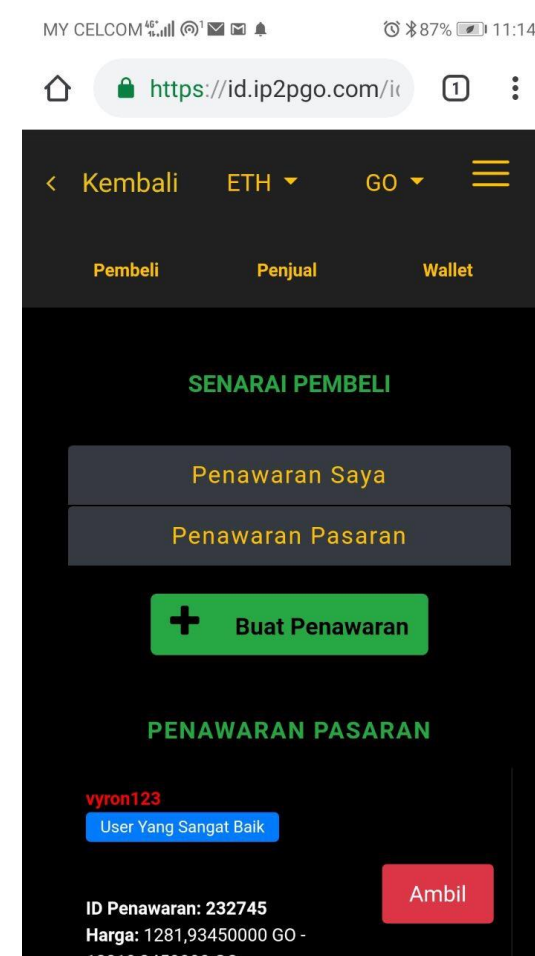 MY CELCOM 4G+ 87% 11:14
https://id.ip2pgo.com/i
1
< Kembali ETH GO
Pembeli Penjual Wallet
SENARAI PEMBELI
Penawaran Saya
Penawaran Pasaran
Buat Penawaran
PENAWARAN PASARAN
vyron123
User Yang Sangat Baik
Ambil
ID Penawaran: 232745
Harga: 1281,93450000 GO -